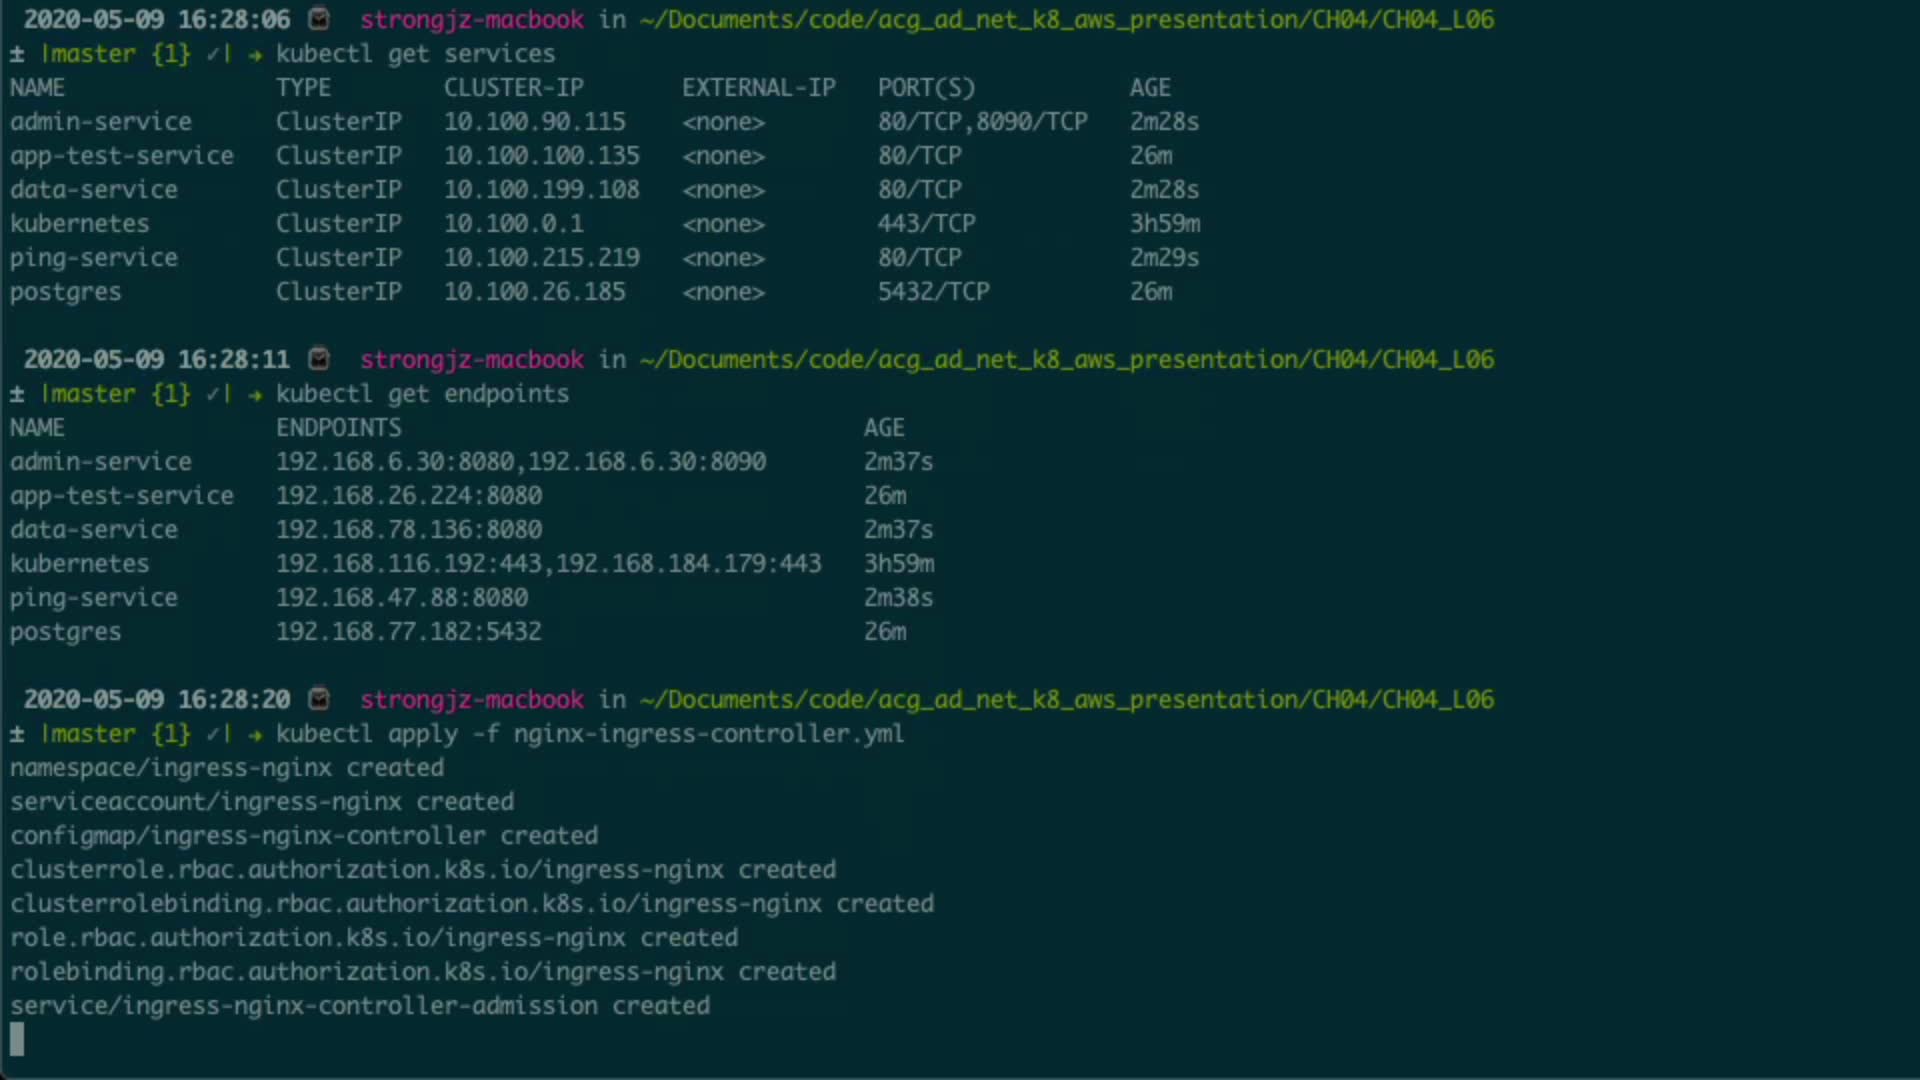 2020-05-09 16:28:06 strongjz-macbook in ~/Documents/code/acg_ad_net_k8_aws_presentation/CH04/CH04_L06
± |master {1} ✓| → kubectl get services
NAME TYPE CLUSTER-IP EXTERNAL-IP PORT(S) AGE
admin-service ClusterIP 10.100.90.115 <none> 80/TCP,8090/TCP 2m28s
app-test-service ClusterIP 10.100.100.135 <none> 80/TCP 26m
data-service ClusterIP 10.100.199.108 <none> 80/TCP 2m28s
kubernetes ClusterIP 10.100.0.1 <none> 443/TCP 3h59m
ping-service ClusterIP 10.100.215.219 <none> 80/TCP 2m29s
postgres ClusterIP 10.100.26.185 <none> 5432/TCP 26m
2020-05-09 16:28:11 strongjz-macbook in ~/Documents/code/acg_ad_net_k8_aws_presentation/CH04/CH04_L06
± |master {1} ✓| → kubectl get endpoints
NAME ENDPOINTS AGE
admin-service 192.168.6.30:8080,192.168.6.30:8090 2m37s
app-test-service 192.168.26.224:8080 26m
data-service 192.168.78.136:8080 2m37s
kubernetes 192.168.116.192:443,192.168.184.179:443 3h59m
ping-service 192.168.47.88:8080 2m38s
postgres 192.168.77.182:5432 26m
2020-05-09 16:28:20 strongjz-macbook in ~/Documents/code/acg_ad_net_k8_aws_presentation/CH04/CH04_L06
± |master {1} ✓| → kubectl apply -f nginx-ingress-controller.yml
namespace/ingress-nginx created
serviceaccount/ingress-nginx created
configmap/ingress-nginx-controller created
clusterrole.rbac.authorization.k8s.io/ingress-nginx created
clusterrolebinding.rbac.authorization.k8s.io/ingress-nginx created
role.rbac.authorization.k8s.io/ingress-nginx created
rolebinding.rbac.authorization.k8s.io/ingress-nginx created
service/ingress-nginx-controller-admission created